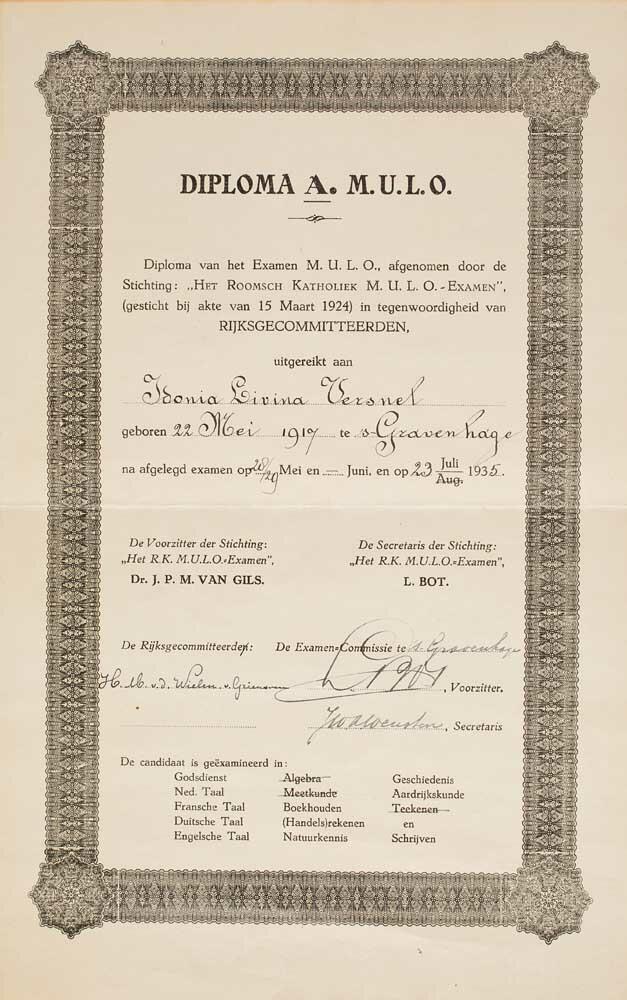 DIPLOMA A. M.U.L.O.
Diploma van het Examen M. U. L. O., afgenomen door de
Stichting: „HET ROOMSCH KATHOLIEK M. U. L. O.-EXAMEN",
(gesticht bij akte van 15 Maart 1924) in tegenwoordigheid van
RIJKSGECOMMITTEERDEN,
uitgereikt aan
Idonia Livina Versnel
geboren 22 Mei 1917 te 's-Gravenhage
na afgelegd examen op 28/29 Mei en — Juni, en op 23 Juli Aug. 1935.
De Voorzitter der Stichting: De Secretaris der Stichting:
„Het R.K. M.U.L.O.=Examen", „Het R.K. M.U.L.O.=Examen",
Dr. J. P. M. VAN GILS. L. BOT.
De Rijksgecommitteerden: De Examen=Commissie te 's Gravenhage
H. M. v.d. Wielen , Voorzitter.
, Secretaris
De candidaat is geëxamineerd in:
Godsdienst Algebra Geschiedenis
Ned. Taal Meetkunde Aardrijkskunde
Fransche Taal Boekhouden Teekenen
Duitsche Taal (Handels)rekenen en
Engelsche Taal Natuurkennis Schrijven